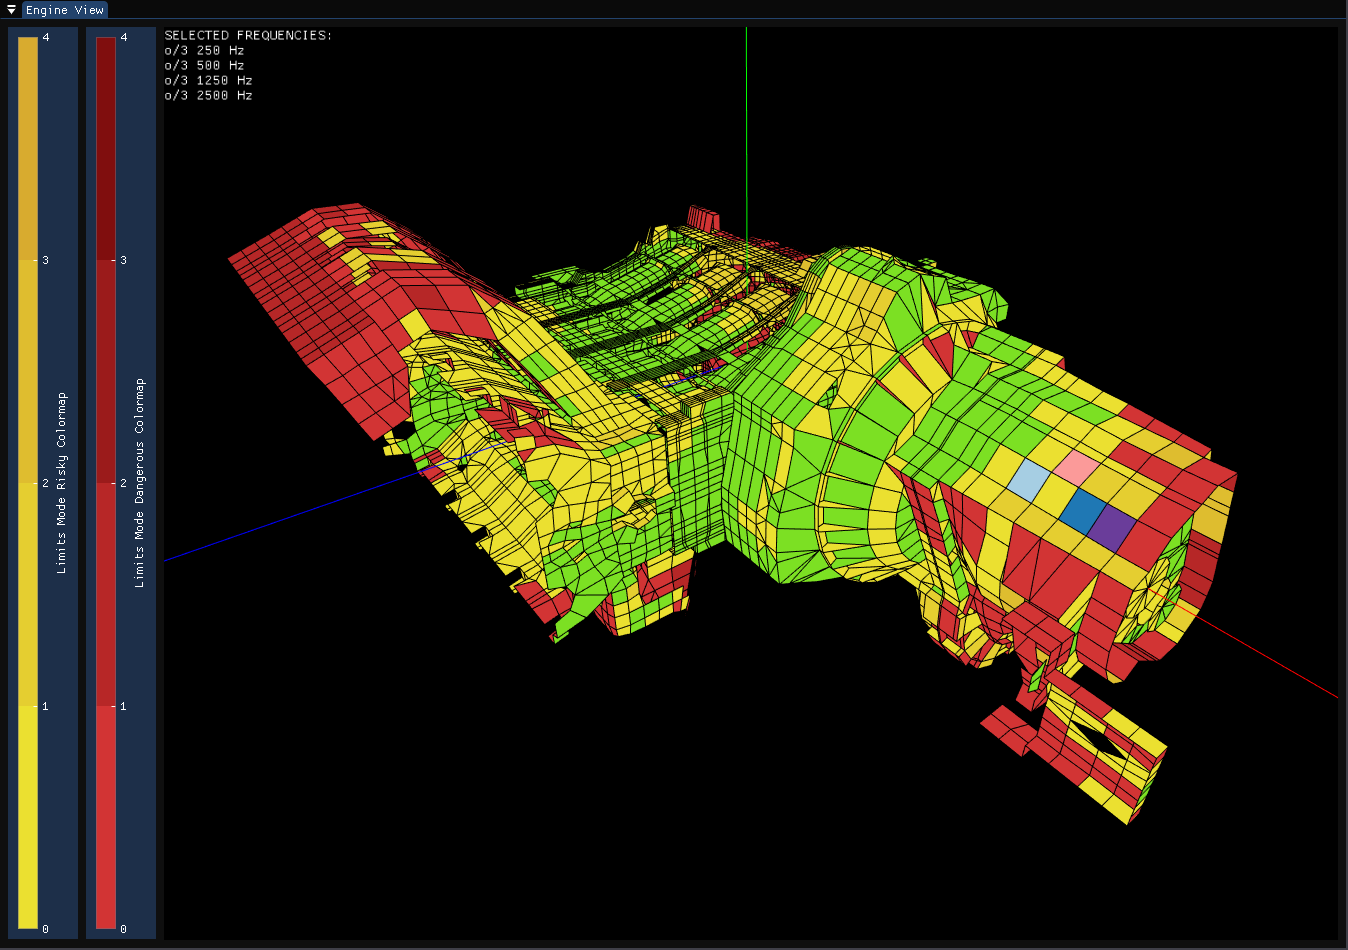 Engine View
SELECTED FREQUENCIES:
o/3 250 Hz
o/3 500 Hz
o/3 1250 Hz
o/3 2500 Hz
4
3
2
1
0
Limits Mode Risky Colormap
4
3
2
1
0
Limits Mode Dangerous Colormap